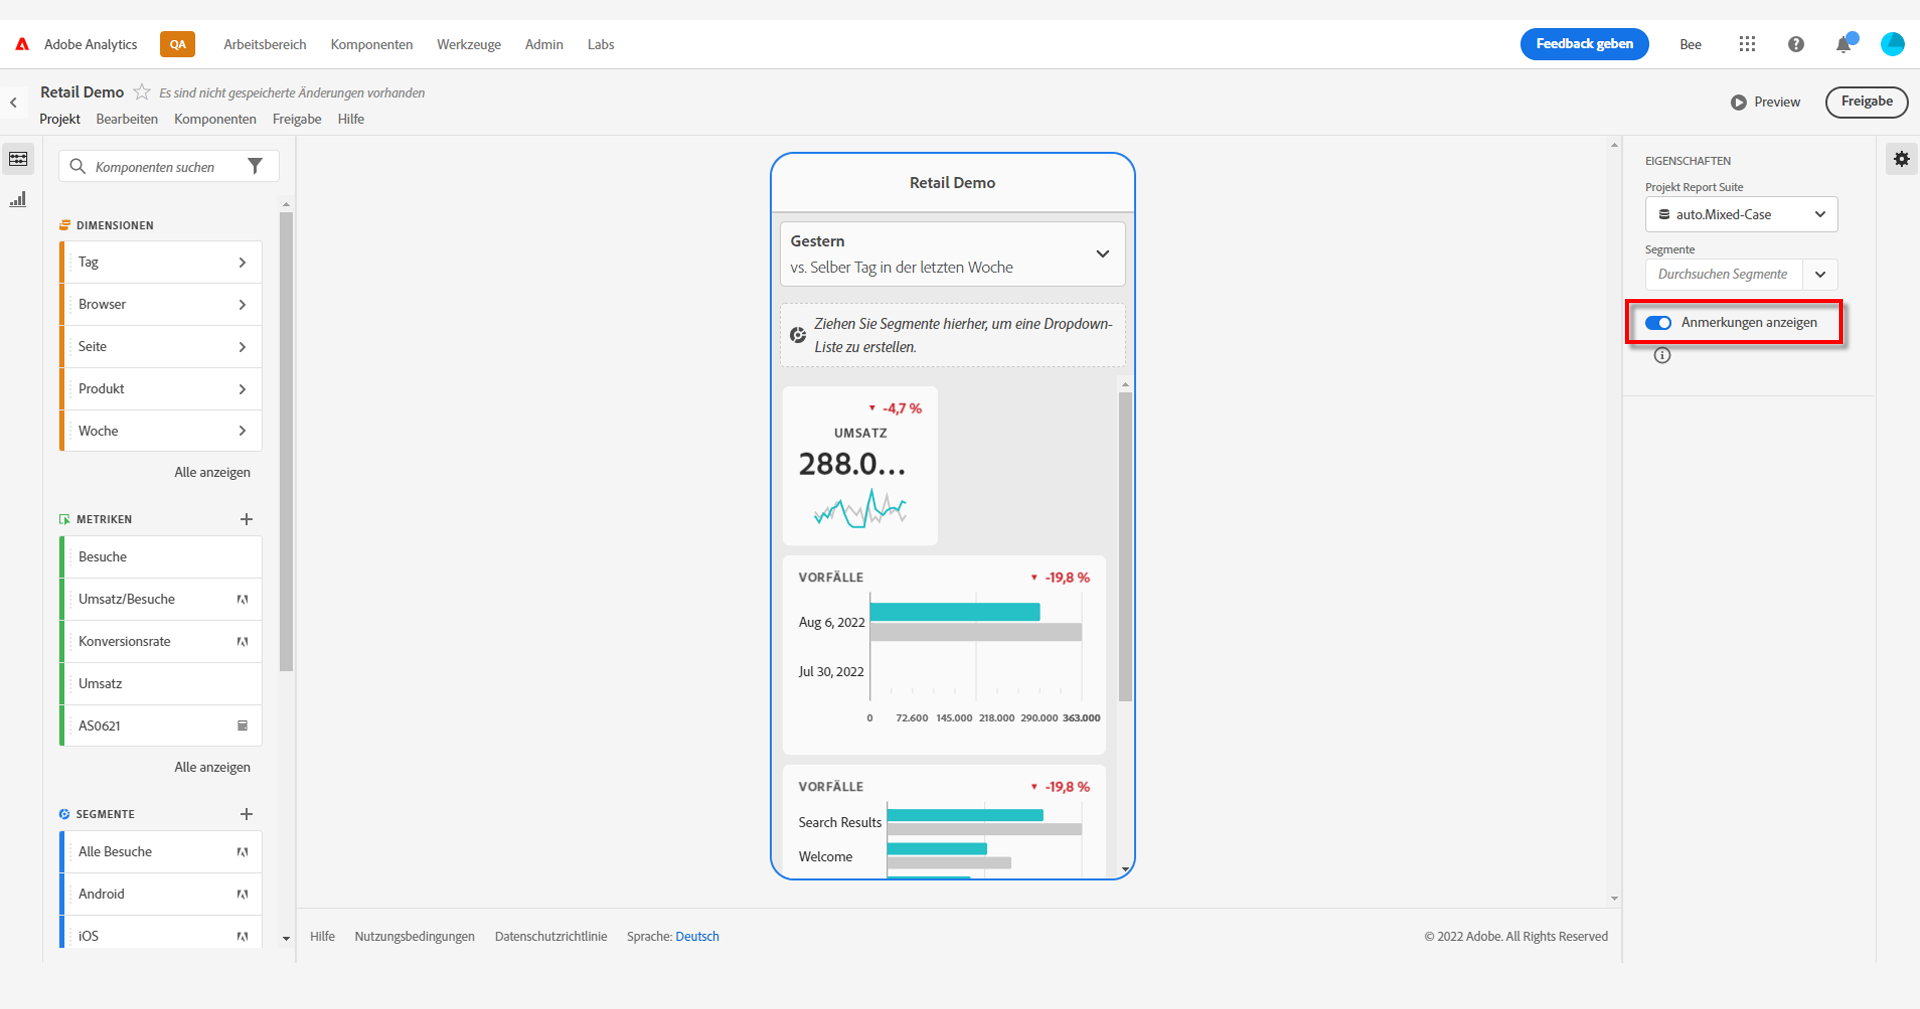 Adobe Analytics QA Arbeitsbereich Komponenten Werkzeuge Admin Labs Feedback geben Bee
Retail Demo Es sind nicht gespeicherte Änderungen vorhanden
Projekt Bearbeiten Komponenten Freigabe Hilfe
Preview Freigabe
Komponenten suchen
DIMENSIONEN
Tag
Browser
Seite
Produkt
Woche
Alle anzeigen
METRIKEN
Besuche
Umsatz/Besuche
Konversionsrate
Umsatz
AS0621
Alle anzeigen
SEGMENTE
Alle Besuche
Android
iOS
Retail Demo
Gestern
vs. Selber Tag in der letzten Woche
Ziehen Sie Segmente hierher, um eine Dropdown-
Liste zu erstellen.
-4,7 %
UMSATZ
288.0...
VORFÄLLE -19,8 %
Aug 6, 2022
Jul 30, 2022
0 72.600 145.000 218.000 290.000 363.000
VORFÄLLE -19,8 %
Search Results
Welcome
EIGENSCHAFTEN
Projekt Report Suite
auto.Mixed-Case
Segmente
Durchsuchen Segmente
Anmerkungen anzeigen
Hilfe Nutzungsbedingungen Datenschutzrichtlinie Sprache: Deutsch © 2022 Adobe. All Rights Reserved